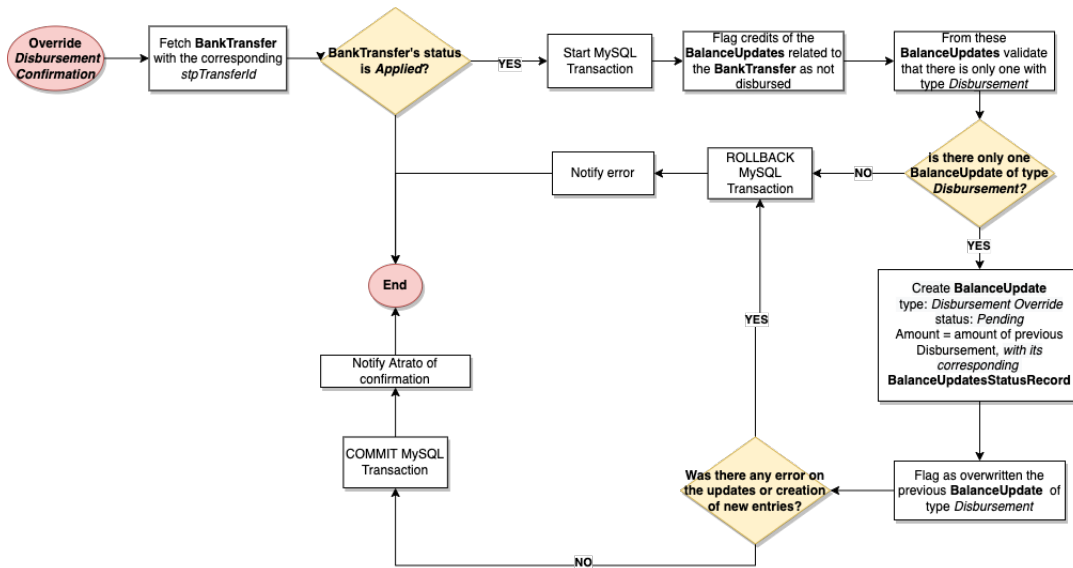 Override
Disbursement
Confirmation
Fetch BankTransfer
with the corresponding
stpTransferId
BankTransfer's status
is Applied?
YES
Start MySQL
Transaction
Flag credits of the
BalanceUpdates related to
the BankTransfer as not
disbursed
From these
BalanceUpdates validate
that there is only one with
type Disbursement
Is there only one
BalanceUpdate of type
Disbursement?
NO
ROLLBACK
MySQL
Transaction
Notify error
YES
End
Create BalanceUpdate
type: Disbursement Override
status: Pending
Amount = amount of previous
Disbursement, with its
corresponding
BalanceUpdatesStatusRecord
YES
Notify Atrato of
confirmation
COMMIT MySQL
Transaction
Was there any error on
the updates or creation
of new entries?
Flag as overwritten the
previous BalanceUpdate of
type Disbursement
NO